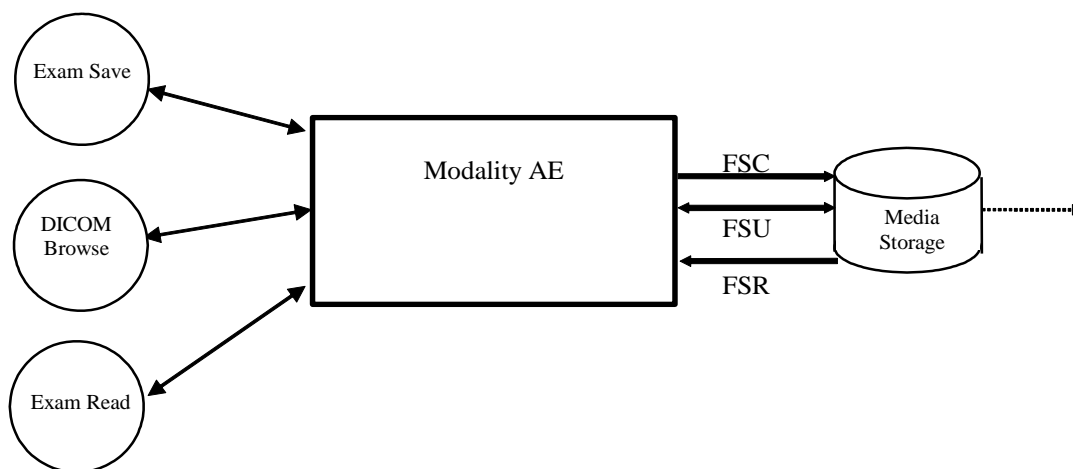 Exam Save
DICOM
Browse
Exam Read
Modality AE
FSC
FSU
FSR
Media
Storage